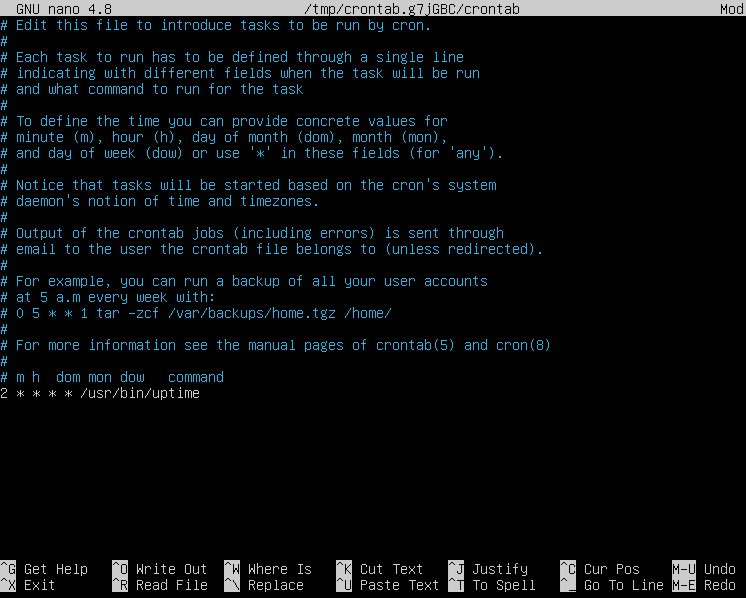 GNU nano 4.8 /tmp/crontab.g7jGBC/crontab Mod
# Edit this file to introduce tasks to be run by cron.
#
# Each task to run has to be defined through a single line
# indicating with different fields when the task will be run
# and what command to run for the task
#
# To define the time you can provide concrete values for
# minute (m), hour (h), day of month (dom), month (mon),
# and day of week (dow) or use '*' in these fields (for 'any').
#
# Notice that tasks will be started based on the cron's system
# daemon's notion of time and timezones.
#
# Output of the crontab jobs (including errors) is sent through
# email to the user the crontab file belongs to (unless redirected).
#
# For example, you can run a backup of all your user accounts
# at 5 a.m every week with:
# 0 5 * * 1 tar -zcf /var/backups/home.tgz /home/
#
# For more information see the manual pages of crontab(5) and cron(8)
#
# m h  dom mon dow   command
2 * * * * /usr/bin/uptime
^G Get Help ^O Write Out ^W Where Is ^K Cut Text ^J Justify ^C Cur Pos M-U Undo
^X Exit ^R Read File ^\ Replace ^U Paste Text ^T To Spell ^_ Go To Line M-E Redo